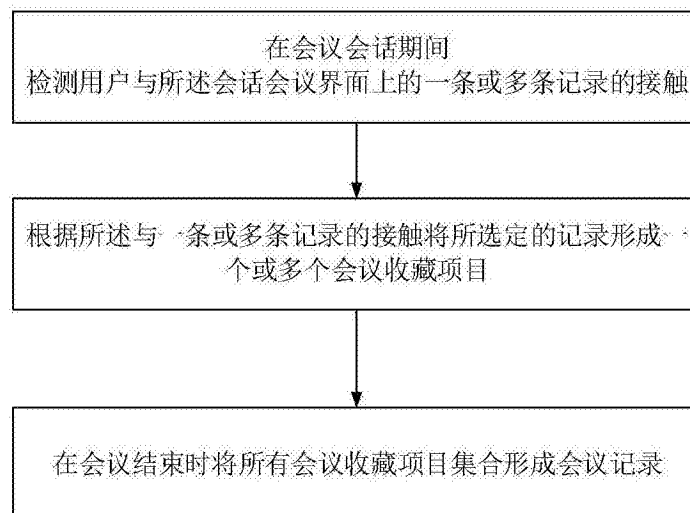 在会议会话期间
检测用户与所述会话会议界面上的一条或多条记录的接触
根据所述与一条或多条记录的接触将所选定的记录形成一
个或多个会议收藏项目
在会议结束时将所有会议收藏项目集合形成会议记录